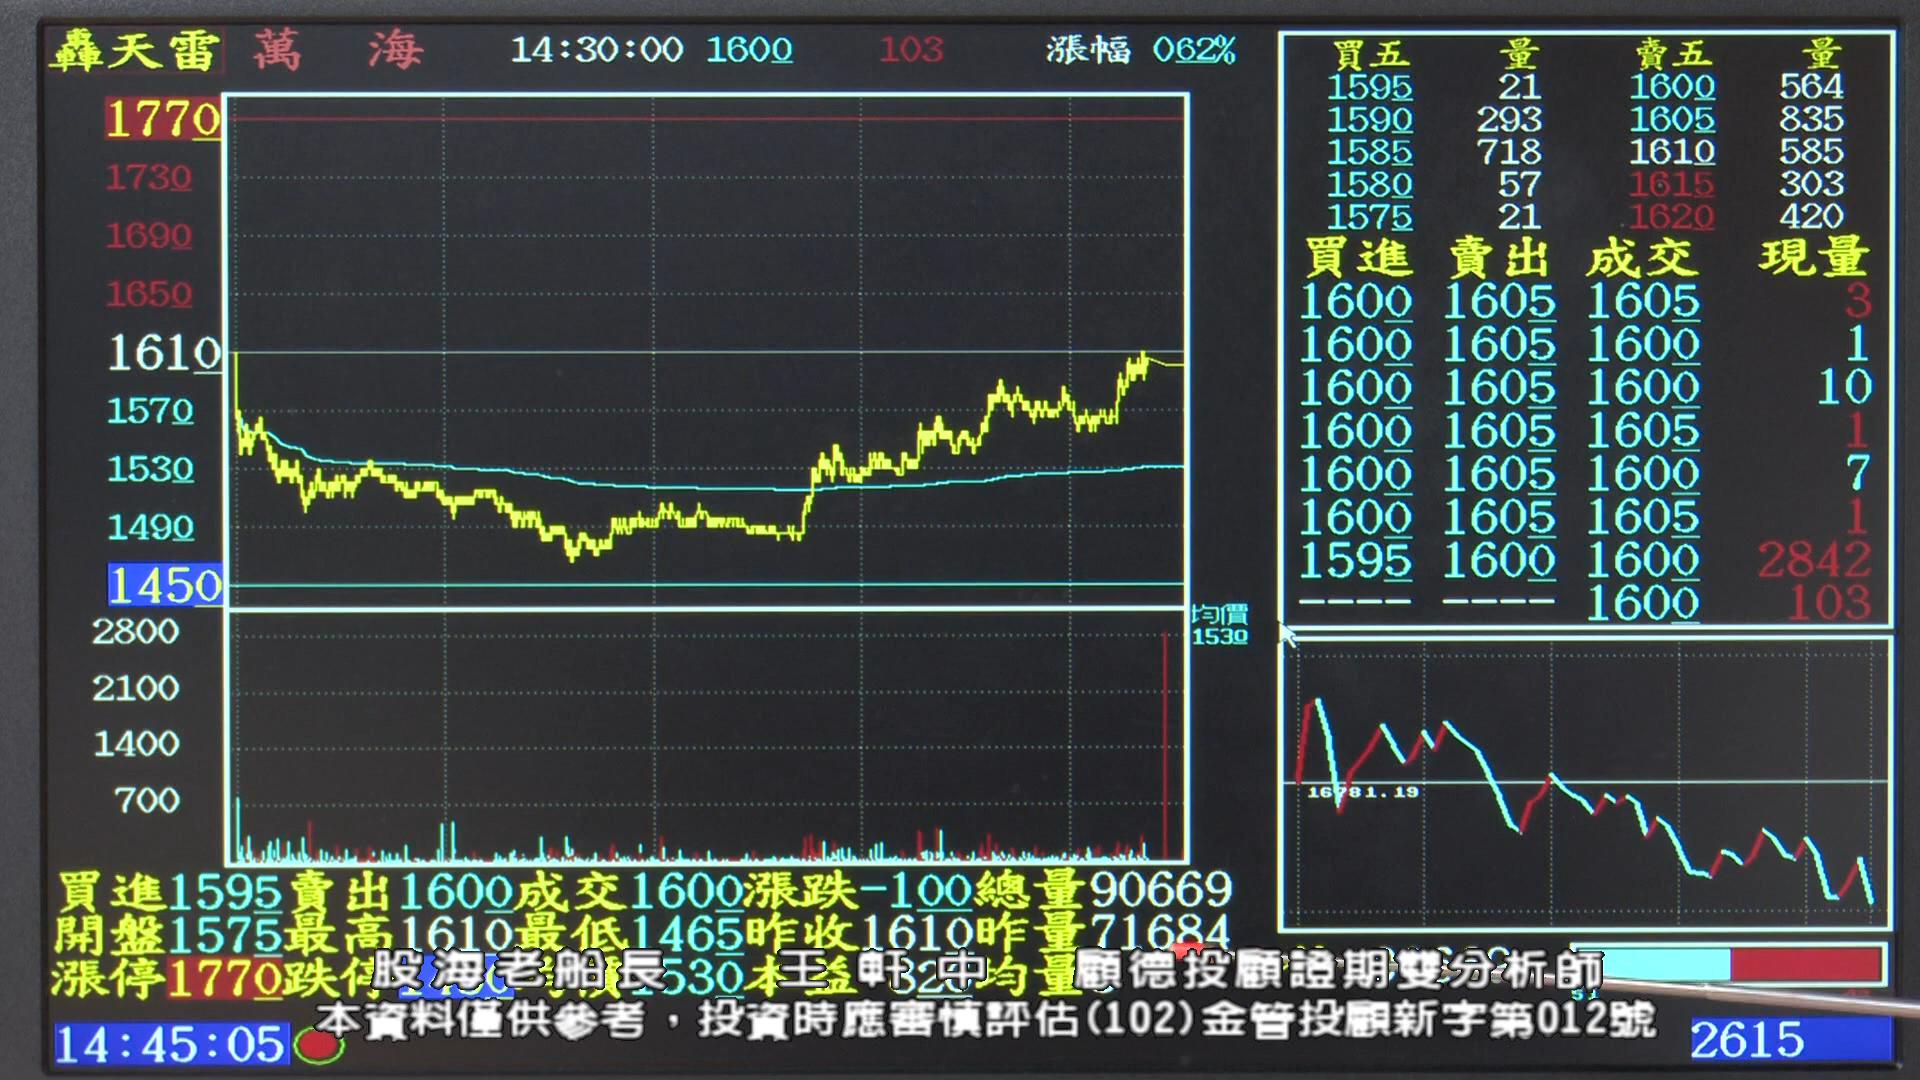 轟天雷 萬 海 14:30:00 1600 103 漲幅 062%
1770
1730
1690
1650
1610
1570
1530
1490
1450
2800
2100
1400
700
均價
1530
買五 量 賣五 量
1595 21 1600 564
1590 293 1605 835
1585 718 1610 585
1580 57 1615 303
1575 21 1620 420
買進 賣出 成交 現量
1600 1605 1605 3
1600 1605 1600 1
1600 1605 1600 10
1600 1605 1605 1
1600 1605 1600 7
1600 1605 1605 1
1595 1600 1600 2842
---- ---- 1600 103
16781.19
買進1595賣出1600成交1600漲跌-100總量90669
開盤1575最高1610最低1465昨收1610昨量71684
漲停1770跌停
股海老船長 王軒中 顧德投顧證期雙分析師
本資料僅供參考，投資時應審慎評估(102)金管投顧新字第012號
14:45:05
2615